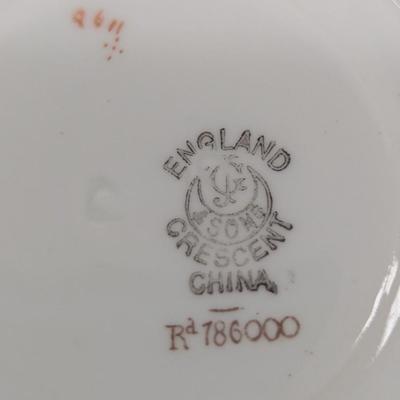 2611
ENGLAND
& SONS
CRESCENT
CHINA
Rd 786000